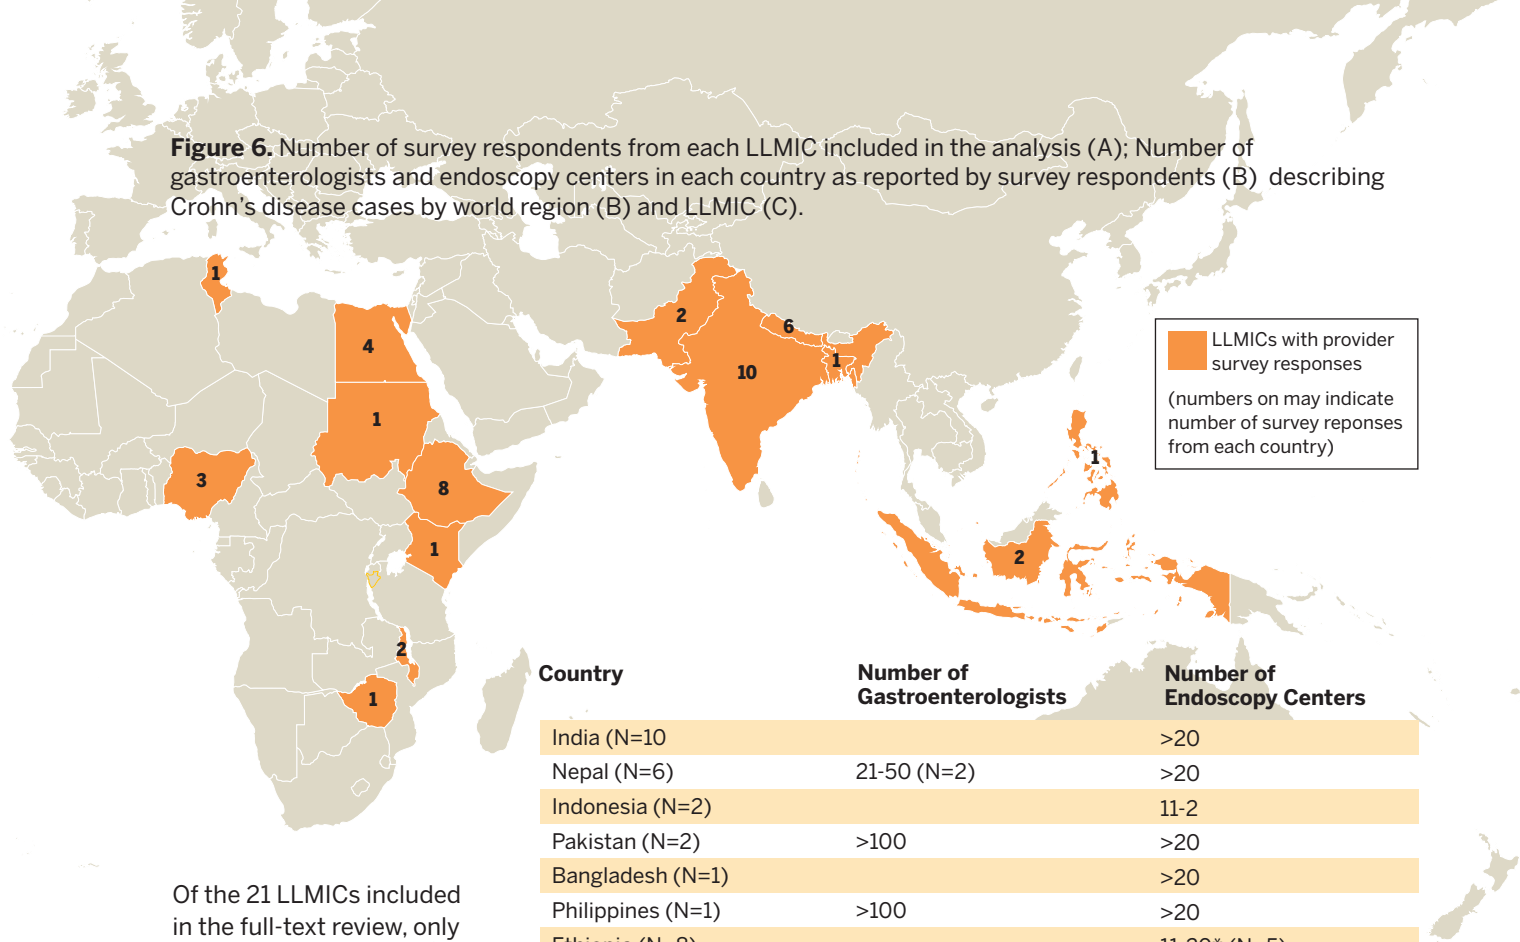 Figure 6. Number of survey respondents from each LLMIC included in the analysis (A); Number of
gastroenterologists and endoscopy centers in each country as reported by survey respondents (B) describing
Crohn's disease cases by world region (B) and LLMIC (C).
1
4
1
3
8
1
2
1
2
6
10
1
1
2
LLMICs with provider
survey responses
(numbers on may indicate
number of survey reponses
from each country)
Country Number of Gastroenterologists Number of Endoscopy Centers
India (N=10 >20
Nepal (N=6) 21-50 (N=2) >20
Indonesia (N=2) 11-2
Pakistan (N=2) >100 >20
Bangladesh (N=1) >20
Philippines (N=1) >100 >20
Of the 21 LLMICs included
in the full-text review, only